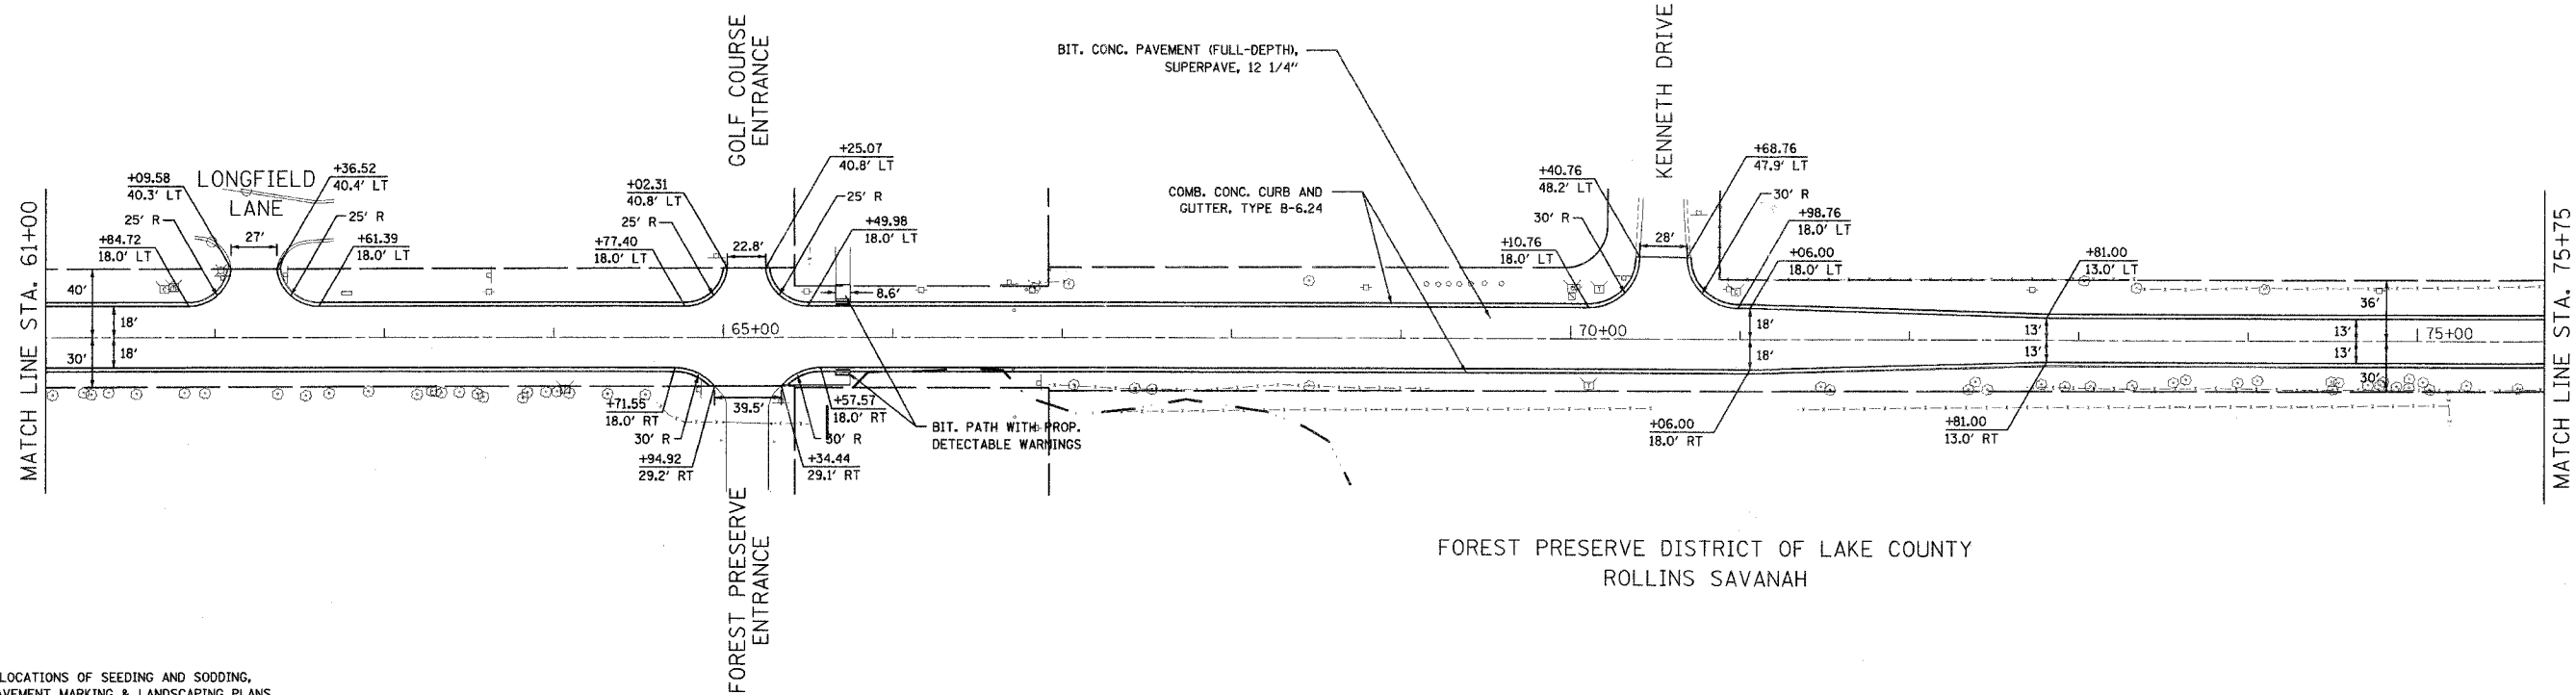 MATCH LINE STA. 61+00
LONGFIELD
LANE
+09.58
40.3' LT
25' R
+84.72
18.0' LT
27'
+36.52
40.4' LT
25' R
+61.39
18.0' LT
40'
18'
18'
30'
GOLF COURSE
ENTRANCE
+02.31
40.8' LT
25' R
+77.40
18.0' LT
22.8'
+25.07
40.8' LT
25' R
+49.98
18.0' LT
8.6'
65+00
+71.55
18.0' RT
30' R
+94.92
29.2' RT
39.5'
+57.57
18.0' RT
30' R
+34.44
29.1' RT
FOREST PRESERVE
ENTRANCE
BIT. PATH WITH PROP.
DETECTABLE WARNINGS
BIT. CONC. PAVEMENT (FULL-DEPTH),
SUPERPAVE, 12 1/4"
COMB. CONC. CURB AND
GUTTER, TYPE B-6.24
KENNETH DRIVE
+40.76
48.2' LT
30' R
+10.76
18.0' LT
28'
+68.76
47.9' LT
30' R
+98.76
18.0' LT
+06.00
18.0' LT
+81.00
13.0' LT
70+00
18'
18'
13'
13'
13'
13'
36'
30'
75+00
+06.00
18.0' RT
+81.00
13.0' RT
MATCH LINE STA. 75+75
FOREST PRESERVE DISTRICT OF LAKE COUNTY
ROLLINS SAVANAH
LOCATIONS OF SEEDING AND SODDING,
AVEMENT MARKING & LANDSCAPING PLANS